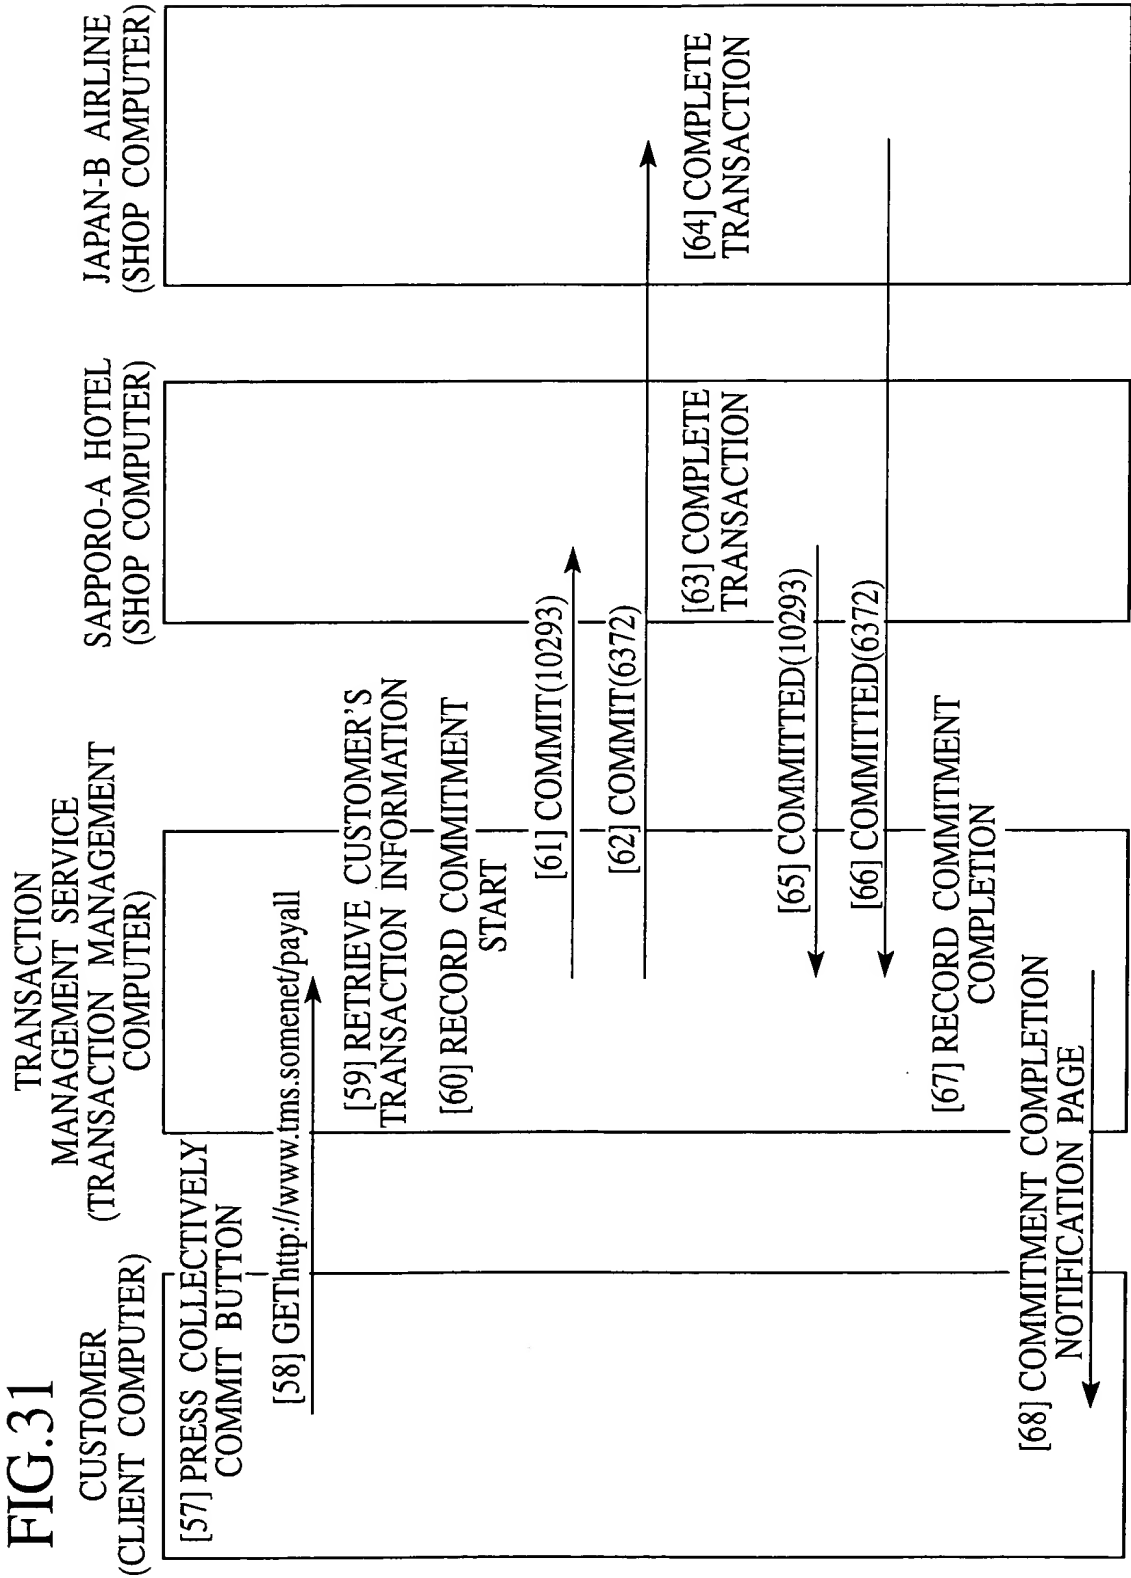 FIG.31
CUSTOMER
(CLIENT COMPUTER)
TRANSACTION
MANAGEMENT SERVICE
(TRANSACTION MANAGEMENT
COMPUTER)
SAPPORO-A HOTEL
(SHOP COMPUTER)
JAPAN-B AIRLINE
(SHOP COMPUTER)
[57] PRESS COLLECTIVELY
COMMIT BUTTON
[58] GEThttp://www.tms.somenet/payall
[59] RETRIEVE CUSTOMER'S
TRANSACTION INFORMATION
[60] RECORD COMMITMENT
START
[61] COMMIT(10293)
[62] COMMIT(6372)
[63] COMPLETE
TRANSACTION
[64] COMPLETE
TRANSACTION
[65] COMMITTED(10293)
[66] COMMITTED(6372)
[67] RECORD COMMITMENT
COMPLETION
[68] COMMITMENT COMPLETION
NOTIFICATION PAGE